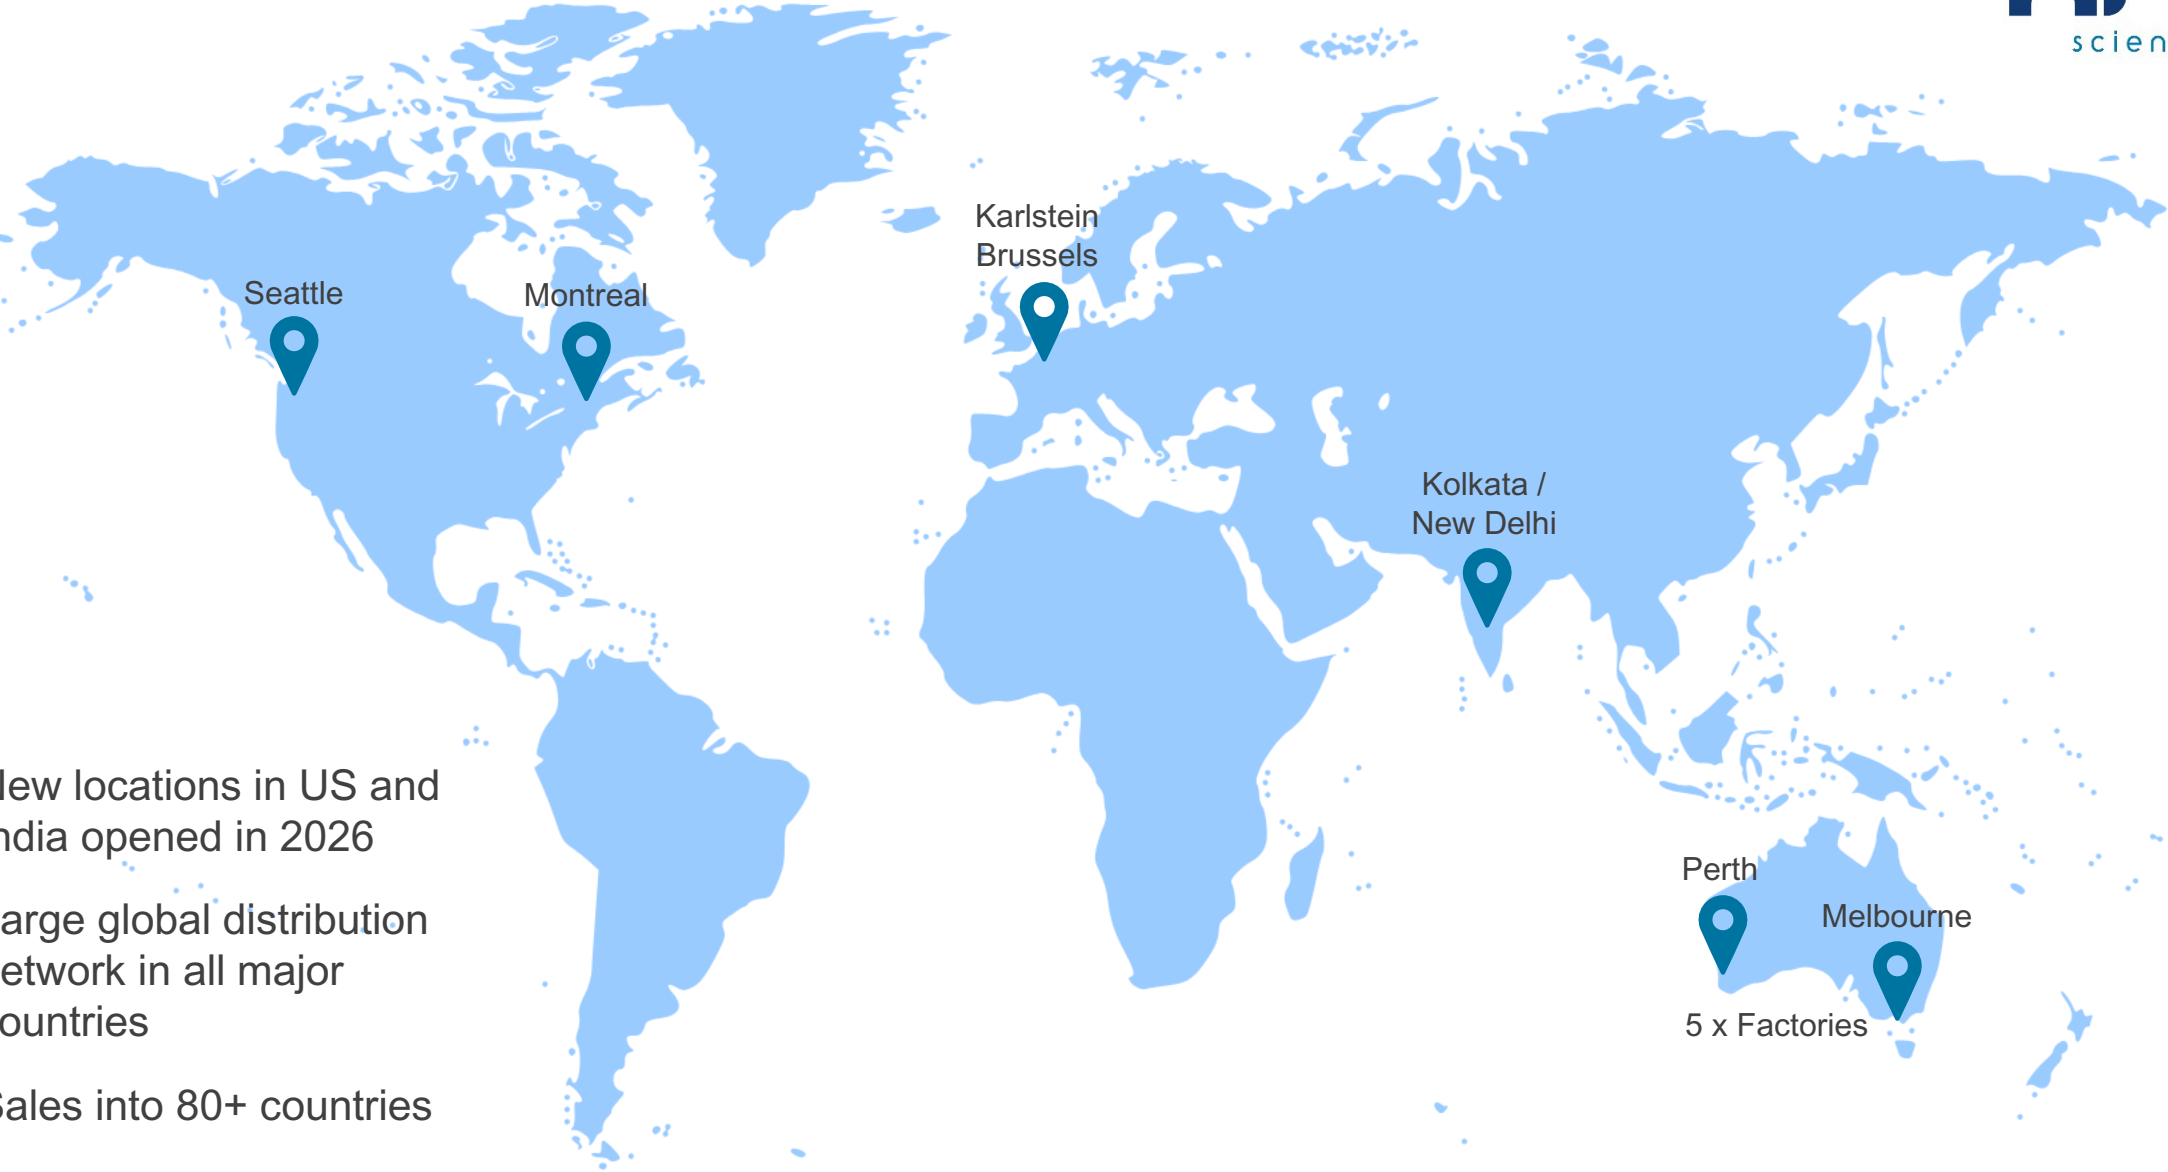 scien
Karlstein
Brussels
Seattle
Montreal
Kolkata /
New Delhi
Perth
Melbourne
5 x Factories
lew locations in US and
ndia opened in 2026
arge global distribution
etwork in all major
ountries
Sales into 80+ countries